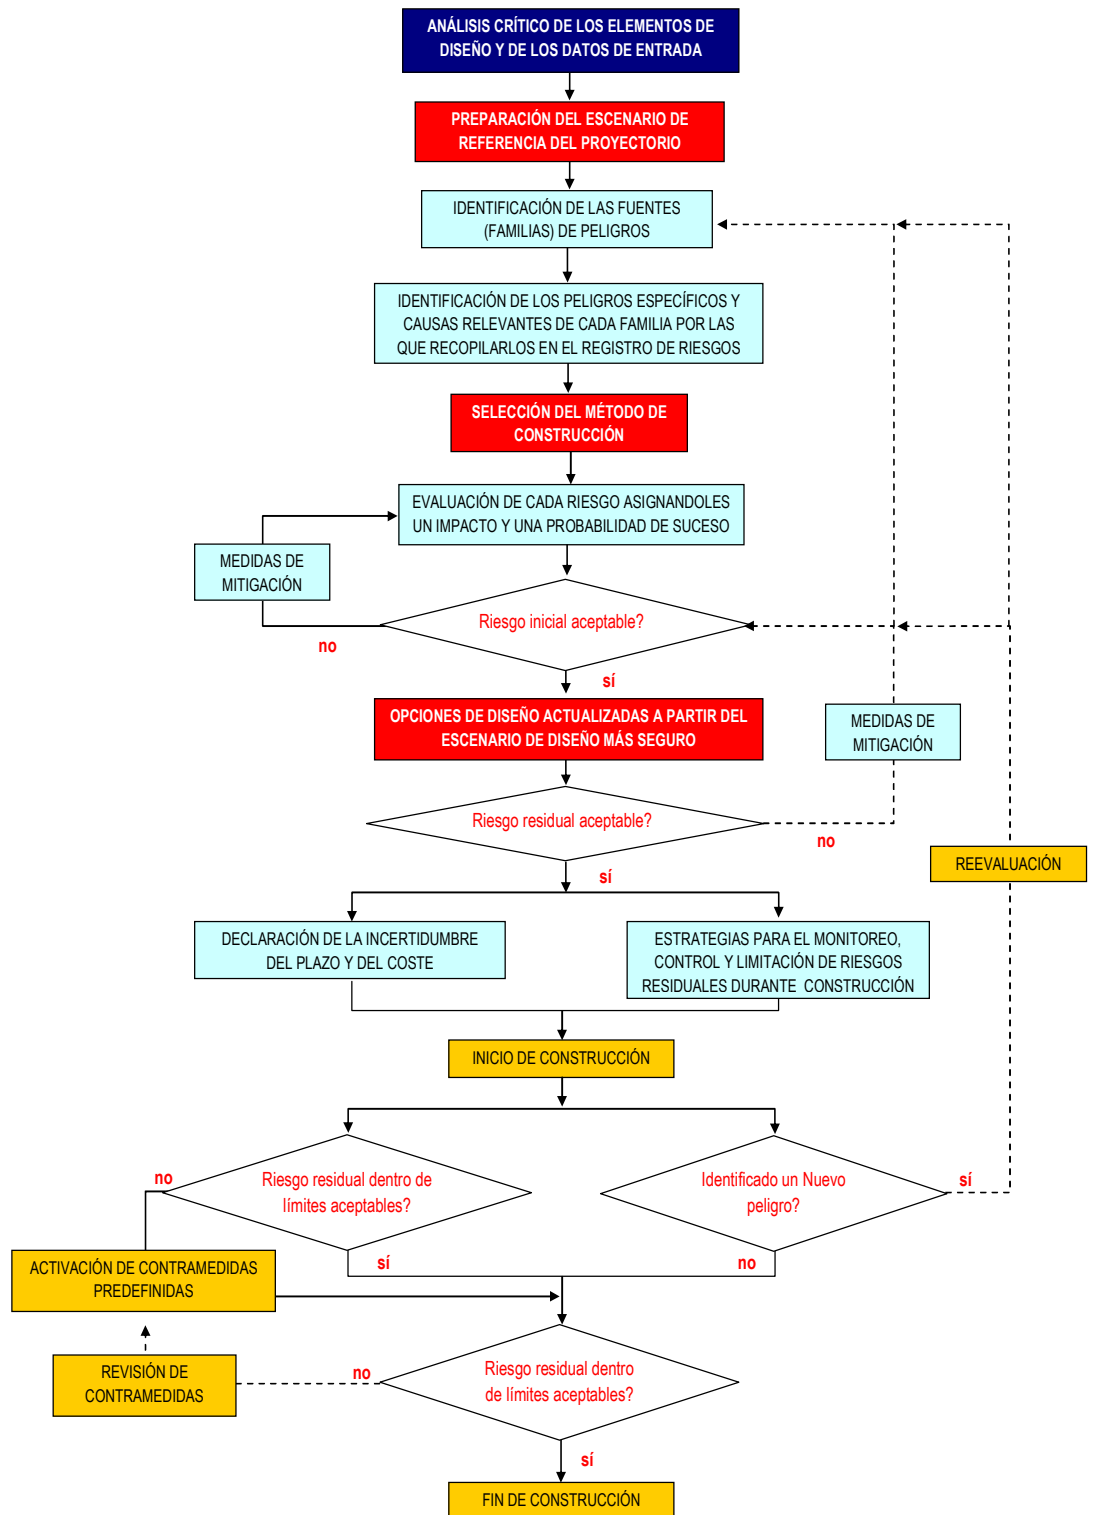 ANÁLISIS CRÍTICO DE LOS ELEMENTOS DE
DISEÑO Y DE LOS DATOS DE ENTRADA
PREPARACIÓN DEL ESCENARIO DE
REFERENCIA DEL PROYECTORIO
IDENTIFICACIÓN DE LAS FUENTES
(FAMILIAS) DE PELIGROS
IDENTIFICACIÓN DE LOS PELIGROS ESPECÍFICOS Y
CAUSAS RELEVANTES DE CADA FAMILIA POR LAS
QUE RECOPILARLOS EN EL REGISTRO DE RIESGOS
SELECCIÓN DEL MÉTODO DE
CONSTRUCCIÓN
EVALUACIÓN DE CADA RIESGO ASIGNANDOLES
UN IMPACTO Y UNA PROBABILIDAD DE SUCESO
MEDIDAS DE
MITIGACIÓN
Riesgo inicial aceptable?
no
sí
OPCIONES DE DISEÑO ACTUALIZADAS A PARTIR DEL
ESCENARIO DE DISEÑO MÁS SEGURO
MEDIDAS DE
MITIGACIÓN
Riesgo residual aceptable?
no
sí
REEVALUACIÓN
DECLARACIÓN DE LA INCERTIDUMBRE
DEL PLAZO Y DEL COSTE
ESTRATEGIAS PARA EL MONITOREO,
CONTROL Y LIMITACIÓN DE RIESGOS
RESIDUALES DURANTE CONSTRUCCIÓN
INICIO DE CONSTRUCCIÓN
no
Riesgo residual dentro de
límites aceptables?
sí
Identificado un Nuevo
peligro?
sí
no
ACTIVACIÓN DE CONTRAMEDIDAS
PREDEFINIDAS
REVISIÓN DE
CONTRAMEDIDAS
no
Riesgo residual dentro
de límites aceptables?
sí
FIN DE CONSTRUCCIÓN